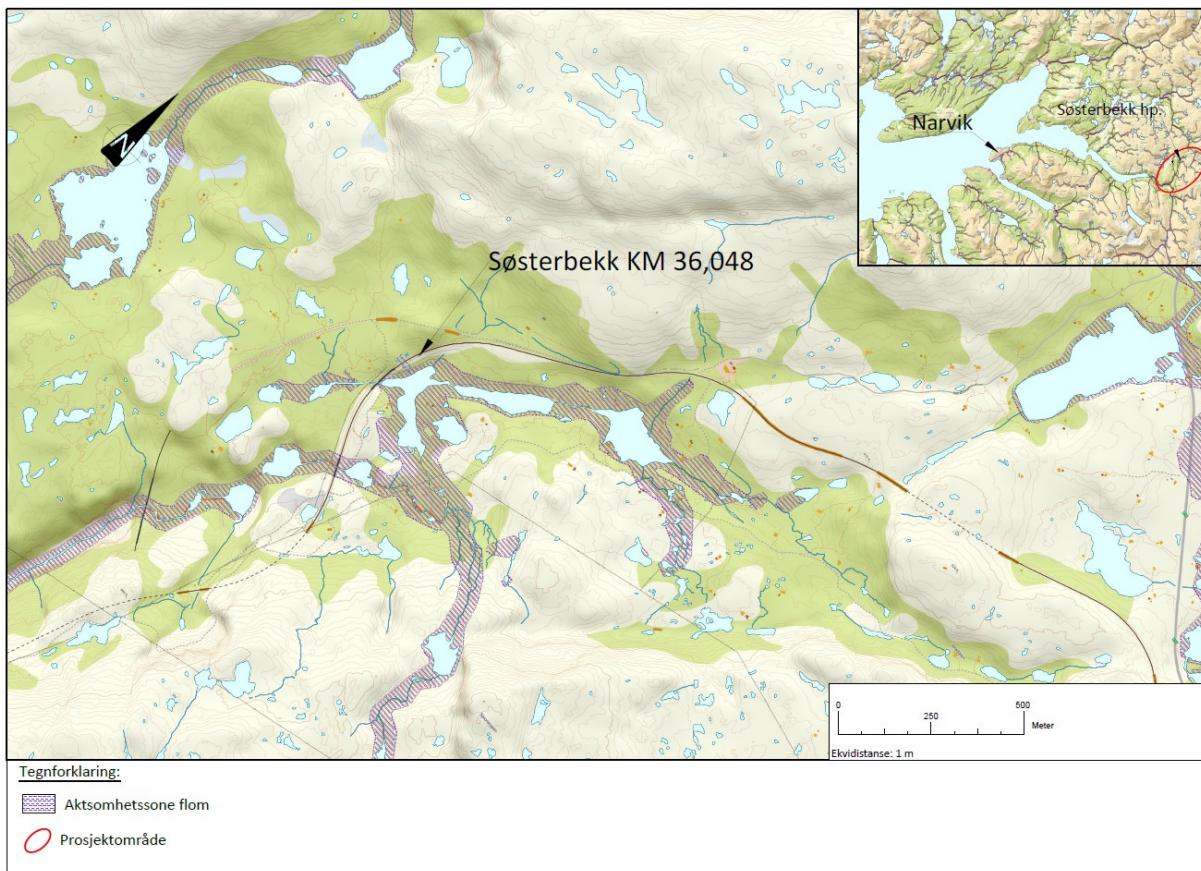 N
Narvik
Søsterbekk hp.
Søsterbekk KM 36,048
0
500
250
Meter
Ekvidistanse: 1 m
Tegnforklaring:
Aktsomhetssone flom
Prosjektområde